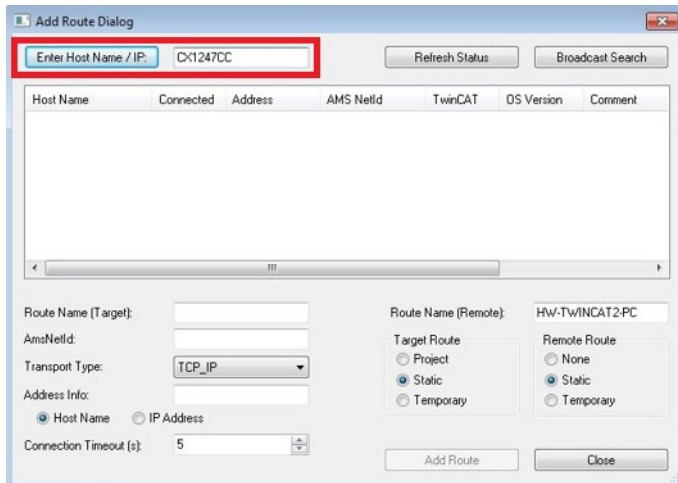 Add Route Dialog
Enter Host Name / IP: CX1247CC Refresh Status Broadcast Search
Host Name Connected Address AMS NetId TwinCAT OS Version Comment
Route Name (Target): Route Name (Remote): HW-TWINCAT2-PC
AmsNetId: Target Route Remote Route
Transport Type: TCP_IP Project None
Address Info: Static Static
Host Name IP Address Temporary Temporary
Connection Timeout (s): 5 Add Route Close